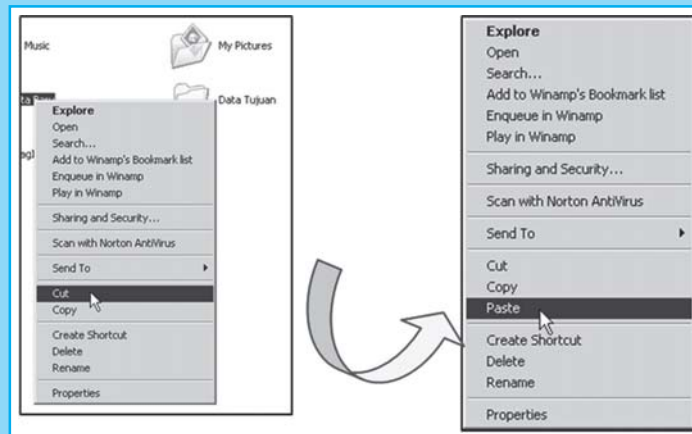 Music
My Pictures
Data Tujuan
Explore
Open
Search...
Add to Winamp's Bookmark list
Enqueue in Winamp
Play in Winamp
Sharing and Security...
Scan with Norton AntiVirus
Send To
Cut
Copy
Create Shortcut
Delete
Rename
Properties
Explore
Open
Search...
Add to Winamp's Bookmark list
Enqueue in Winamp
Play in Winamp
Sharing and Security...
Scan with Norton AntiVirus
Send To
Cut
Copy
Paste
Create Shortcut
Delete
Rename
Properties